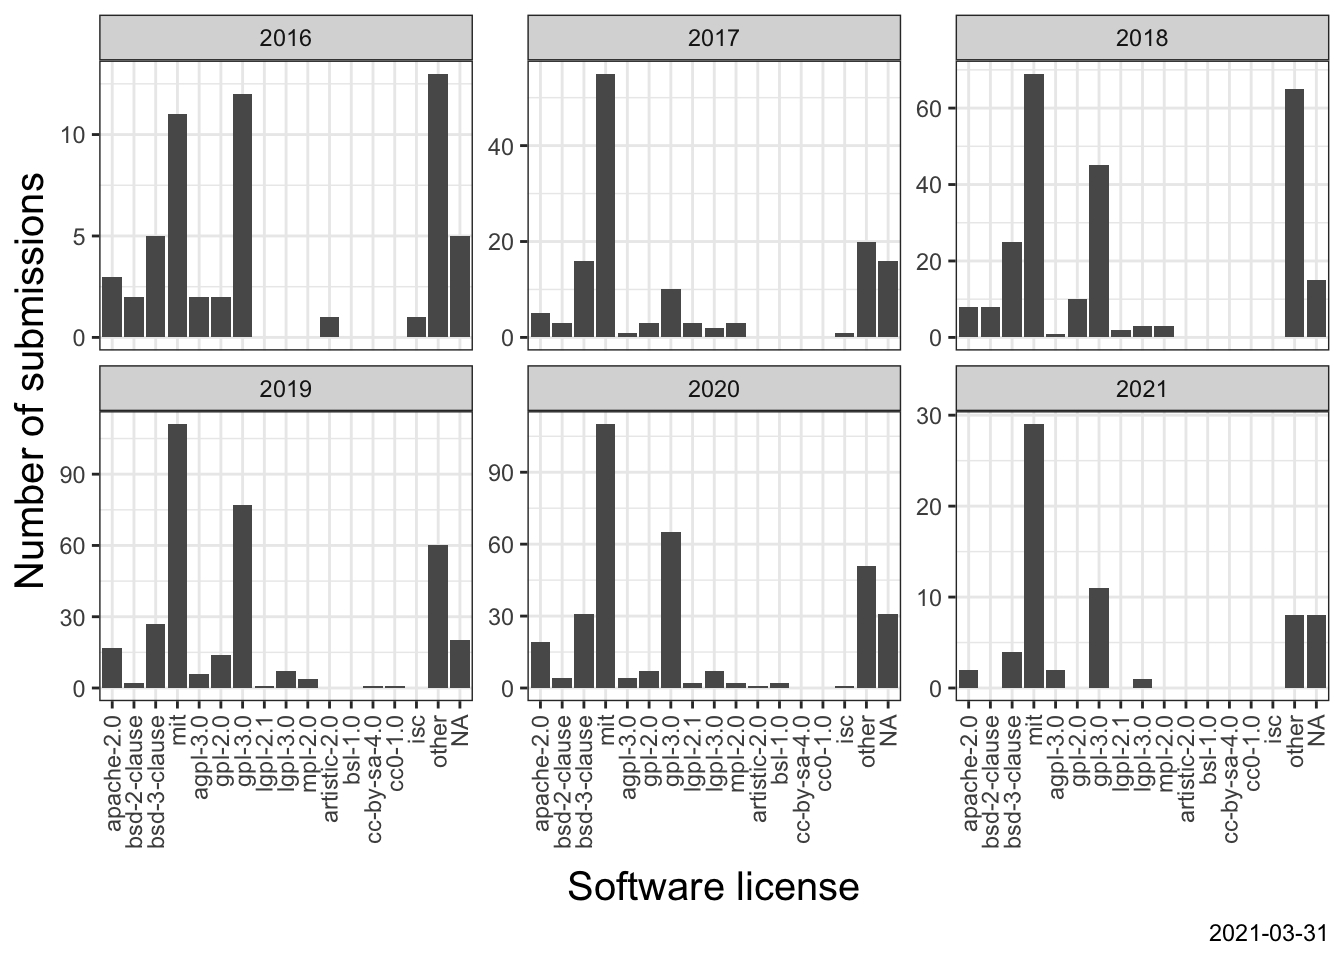 2016
2017
2018
10
5
0
40
20
0
60
40
20
0
2019
2020
2021
90
60
30
0
90
60
30
0
30
20
10
0
Number of submissions
apache-2.0
bsd-2-clause
bsd-3-clause
mit
agpl-3.0
gpl-2.0
gpl-3.0
lgpl-2.1
lgpl-3.0
mpl-2.0
artistic-2.0
bsl-1.0
cc-by-sa-4.0
cc0-1.0
isc
other
NA
apache-2.0
bsd-2-clause
bsd-3-clause
mit
agpl-3.0
gpl-2.0
gpl-3.0
lgpl-2.1
lgpl-3.0
mpl-2.0
artistic-2.0
bsl-1.0
cc-by-sa-4.0
cc0-1.0
isc
other
NA
apache-2.0
bsd-2-clause
bsd-3-clause
mit
agpl-3.0
gpl-2.0
gpl-3.0
lgpl-2.1
lgpl-3.0
mpl-2.0
artistic-2.0
bsl-1.0
cc-by-sa-4.0
cc0-1.0
isc
other
NA
Software license
2021-03-31